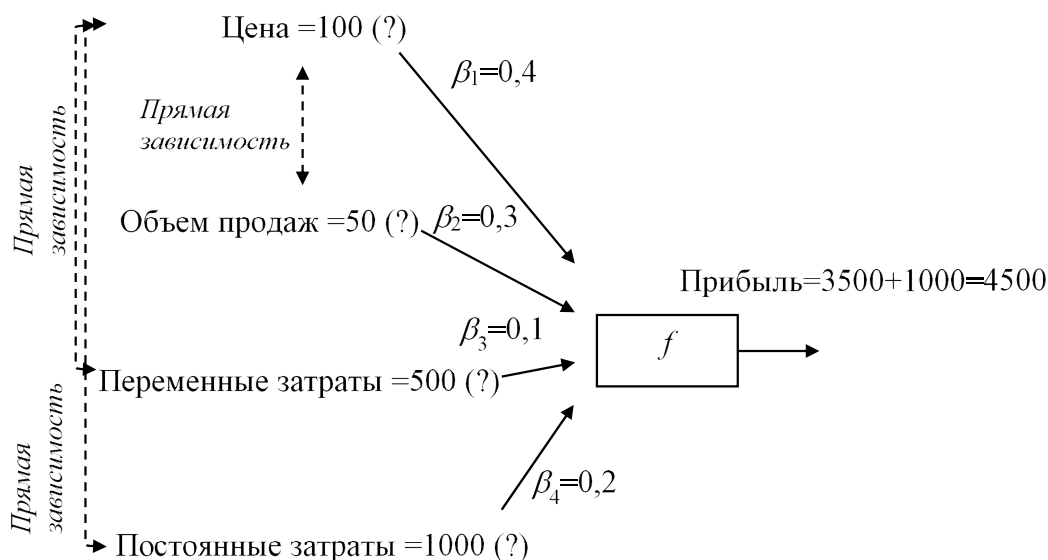 Цена =100 (?)
β1=0,4
Прямая
зависимость
Прямая
зависимость
Объем продаж =50 (?)
β2=0,3
Прибыль=3500+1000=4500
β3=0,1
f
Переменные затраты =500 (?)
Прямая
зависимость
β4=0,2
Постоянные затраты =1000 (?)